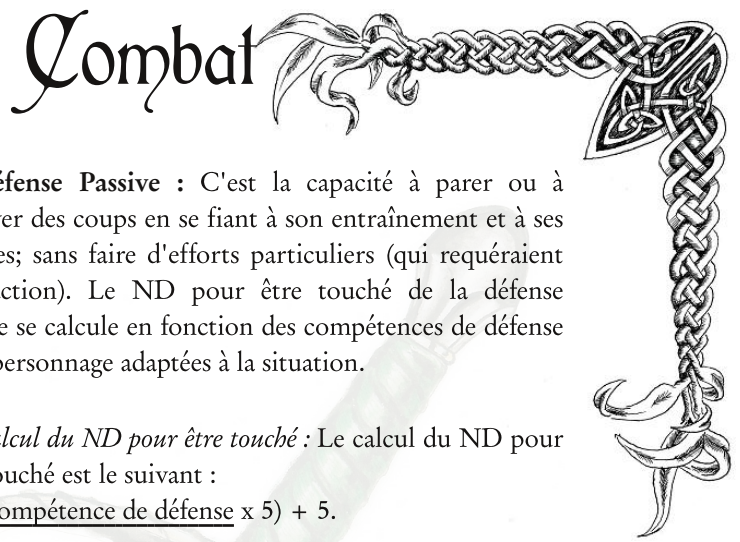 Combat
éfense Passive : C'est la capacité à parer ou à
er des coups en se fiant à son entraînement et à ses
es; sans faire d'efforts particuliers (qui requéraient
ction). Le ND pour être touché de la défense
e se calcule en fonction des compétences de défense
personnage adaptées à la situation.
lcul du ND pour être touché : Le calcul du ND pour
ouché est le suivant :
ompétence de défense x 5) + 5.